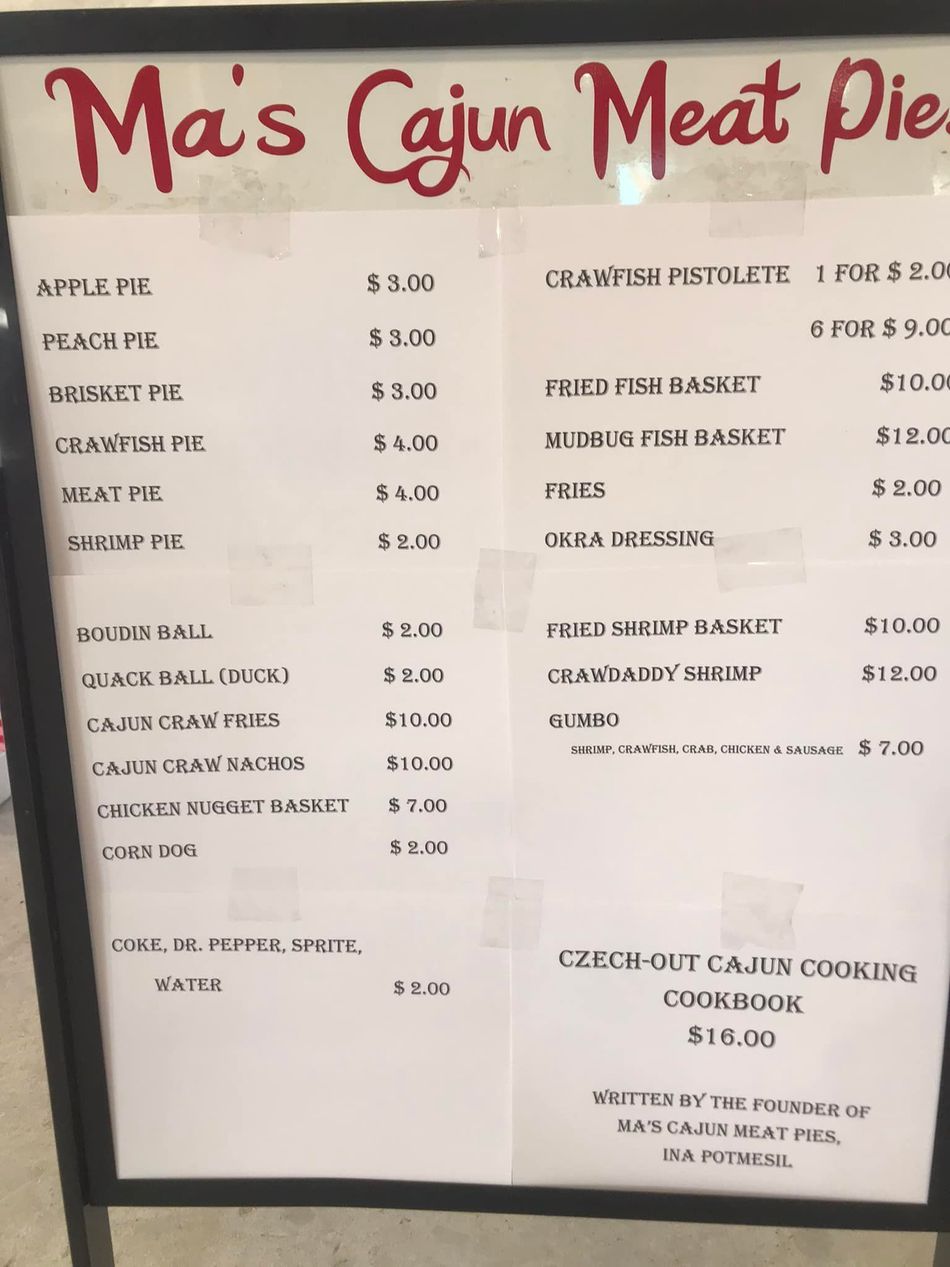 Ma's Cajun Meat Pie
APPLE PIE $ 3.00
PEACH PIE $ 3.00
BRISKET PIE $ 3.00
CRAWFISH PIE $ 4.00
MEAT PIE $ 4.00
SHRIMP PIE $ 2.00
BOUDIN BALL $ 2.00
QUACK BALL (DUCK) $ 2.00
CAJUN CRAW FRIES $10.00
CAJUN CRAW NACHOS $10.00
CHICKEN NUGGET BASKET $ 7.00
CORN DOG $ 2.00
COKE, DR. PEPPER, SPRITE,
WATER $ 2.00
CRAWFISH PISTOLETE 1 FOR $ 2.00
6 FOR $ 9.00
FRIED FISH BASKET $10.00
MUDBUG FISH BASKET $12.00
FRIES $ 2.00
OKRA DRESSING $ 3.00
FRIED SHRIMP BASKET $10.00
CRAWDADDY SHRIMP $12.00
GUMBO
SHRIMP, CRAWFISH, CRAB, CHICKEN & SAUSAGE $ 7.00
CZECH-OUT CAJUN COOKING
COOKBOOK
$16.00
WRITTEN BY THE FOUNDER OF
MA'S CAJUN MEAT PIES,
INA POTMESIL